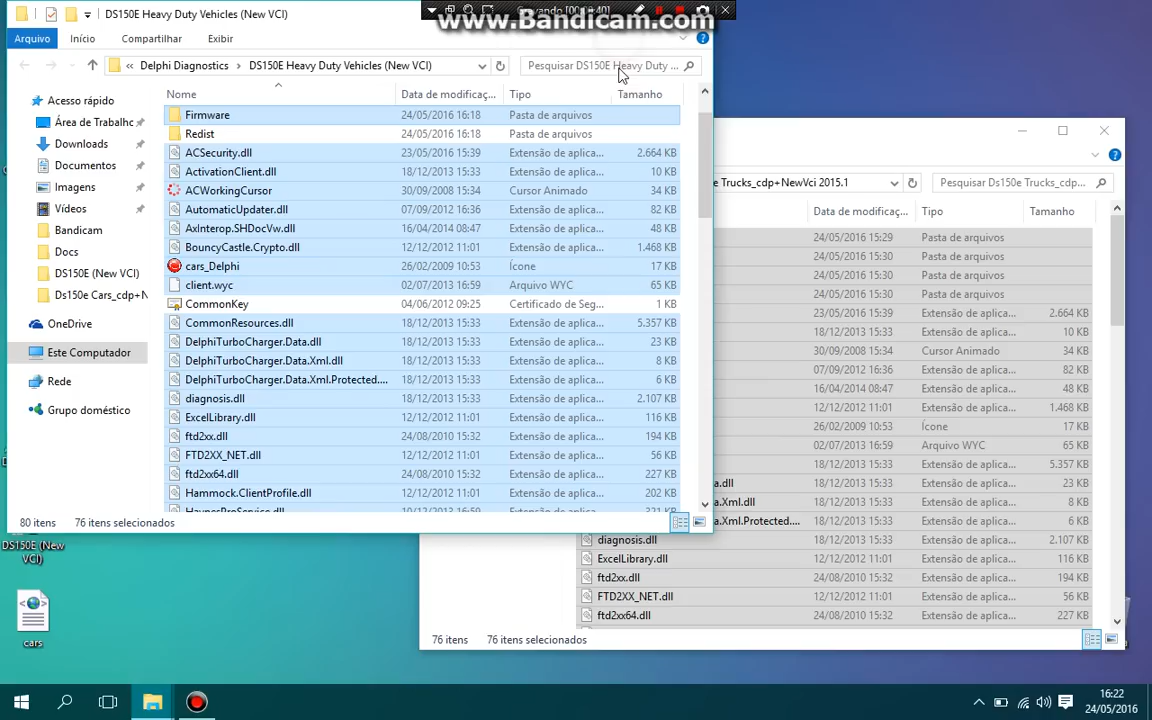 DS150E Heavy Duty Vehicles (New VCI)
Gravando [00:0 :40]
www.Bandicam.com
Arquivo Início Compartilhar Exibir
« Delphi Diagnostics › DS150E Heavy Duty Vehicles (New VCI)
Pesquisar DS150E Heavy Duty ...
Nome Data de modificaç... Tipo Tamanho
Acesso rápido
Área de Trabalhc
Downloads
Documentos
Imagens
Vídeos
Bandicam
Docs
DS150E (New VCI)
Ds150e Cars_cdp+N
OneDrive
Este Computador
Rede
Grupo doméstico
Firmware 24/05/2016 16:18 Pasta de arquivos
Redist 24/05/2016 16:18 Pasta de arquivos
ACSecurity.dll 23/05/2016 15:39 Extensão de aplica... 2.664 KB
ActivationClient.dll 18/12/2013 15:33 Extensão de aplica... 10 KB
ACWorkingCursor 30/09/2008 15:34 Cursor Animado 34 KB
AutomaticUpdater.dll 07/09/2012 16:36 Extensão de aplica... 82 KB
AxInterop.SHDocVw.dll 16/04/2014 08:47 Extensão de aplica... 48 KB
BouncyCastle.Crypto.dll 12/12/2012 11:01 Extensão de aplica... 1.468 KB
cars_Delphi 26/02/2009 10:53 Ícone 17 KB
client.wyc 02/07/2013 16:59 Arquivo WYC 65 KB
CommonKey 04/06/2012 09:25 Certificado de Seg... 1 KB
CommonResources.dll 18/12/2013 15:33 Extensão de aplica... 5.357 KB
DelphiTurboCharger.Data.dll 18/12/2013 15:33 Extensão de aplica... 23 KB
DelphiTurboCharger.Data.Xml.dll 18/12/2013 15:33 Extensão de aplica... 8 KB
DelphiTurboCharger.Data.Xml.Protected.... 18/12/2013 15:33 Extensão de aplica... 6 KB
diagnosis.dll 18/12/2013 15:33 Extensão de aplica... 2.107 KB
ExcelLibrary.dll 12/12/2012 11:01 Extensão de aplica... 116 KB
ftd2xx.dll 24/08/2010 15:32 Extensão de aplica... 194 KB
FTD2XX_NET.dll 12/12/2012 11:01 Extensão de aplica... 56 KB
ftd2xx64.dll 24/08/2010 15:32 Extensão de aplica... 227 KB
Hammock.ClientProfile.dll 12/12/2012 11:01 Extensão de aplica... 202 KB
HaynesProService.dll 10/12/2013 16:59 Extensão de aplica... 321 KB
80 itens 76 itens selecionados
e Trucks_cdp+NewVci 2015.1
Pesquisar Ds150e Trucks_cdp...
Data de modificaç... Tipo Tamanho
24/05/2016 15:29 Pasta de arquivos
24/05/2016 15:30 Pasta de arquivos
24/05/2016 15:30 Pasta de arquivos
24/05/2016 15:30 Pasta de arquivos
23/05/2016 15:39 Extensão de aplica... 2.664 KB
18/12/2013 15:33 Extensão de aplica... 10 KB
30/09/2008 15:34 Cursor Animado 34 KB
07/09/2012 16:36 Extensão de aplica... 82 KB
16/04/2014 08:47 Extensão de aplica... 48 KB
12/12/2012 11:01 Extensão de aplica... 1.468 KB
26/02/2009 10:53 Ícone 17 KB
02/07/2013 16:59 Arquivo WYC 65 KB
18/12/2013 15:33 Extensão de aplica... 5.357 KB
a.dll 18/12/2013 15:33 Extensão de aplica... 23 KB
a.Xml.dll 18/12/2013 15:33 Extensão de aplica... 8 KB
a.Xml.Protected.... 18/12/2013 15:33 Extensão de aplica... 6 KB
diagnosis.dll 18/12/2013 15:33 Extensão de aplica... 2.107 KB
ExcelLibrary.dll 12/12/2012 11:01 Extensão de aplica... 116 KB
ftd2xx.dll 24/08/2010 15:32 Extensão de aplica... 194 KB
FTD2XX_NET.dll 12/12/2012 11:01 Extensão de aplica... 56 KB
ftd2xx64.dll 24/08/2010 15:32 Extensão de aplica... 227 KB
76 itens 76 itens selecionados
DS150E (New
VCI)
cars
16:22
24/05/2016